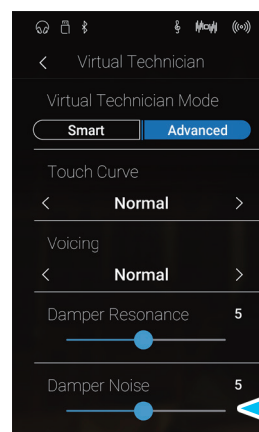 Virtual Technician
Virtual Technician Mode
Smart Advanced
Touch Curve
Normal
Voicing
Normal
Damper Resonance 5
Damper Noise 5